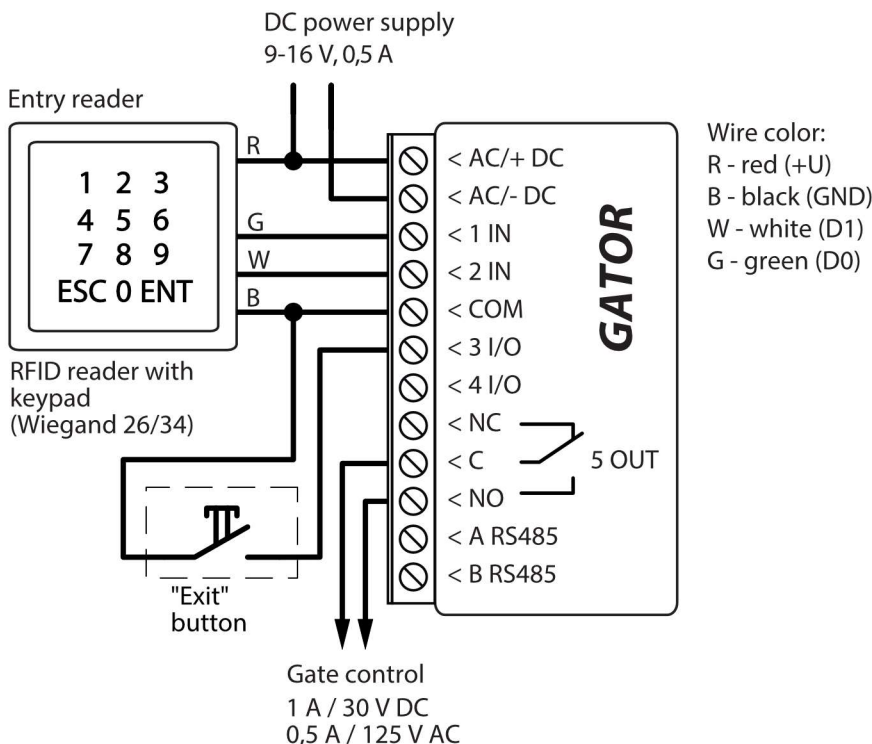 DC power supply
9-16 V, 0,5 A
Entry reader
1 2 3
4 5 6
7 8 9
ESC 0 ENT
R
G
W
B
RFID reader with
keypad
(Wiegand 26/34)
"Exit"
button
< AC/+ DC
< AC/- DC
< 1 IN
< 2 IN
< COM
< 3 I/O
< 4 I/O
< NC
< C
< NO
< A RS485
< B RS485
5 OUT
GATOR
Wire color:
R - red (+U)
B - black (GND)
W - white (D1)
G - green (D0)
Gate control
1 A / 30 V DC
0,5 A / 125 V AC